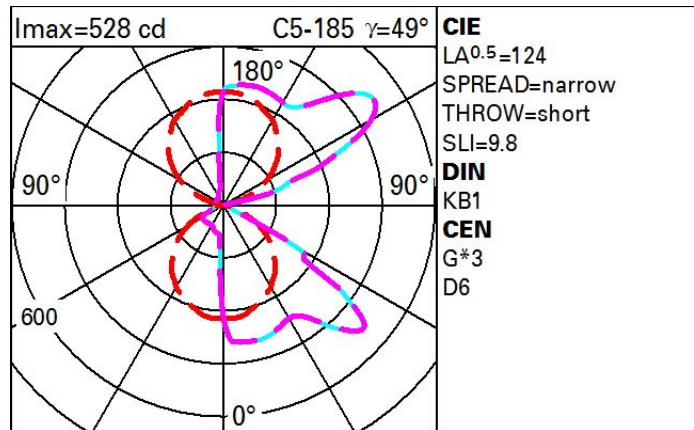 Imax=528 cd C5-185 γ=49°
180°
90° 90°
600
0°
CIE
LA0.5=124
SPREAD=narrow
THROW=short
SLI=9.8
DIN
KB1
CEN
G*3
D6